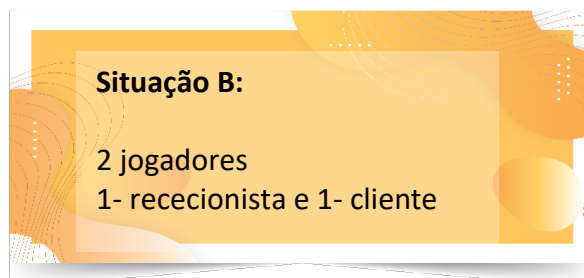 Situação B:
2 jogadores
1- rececionista e 1- cliente